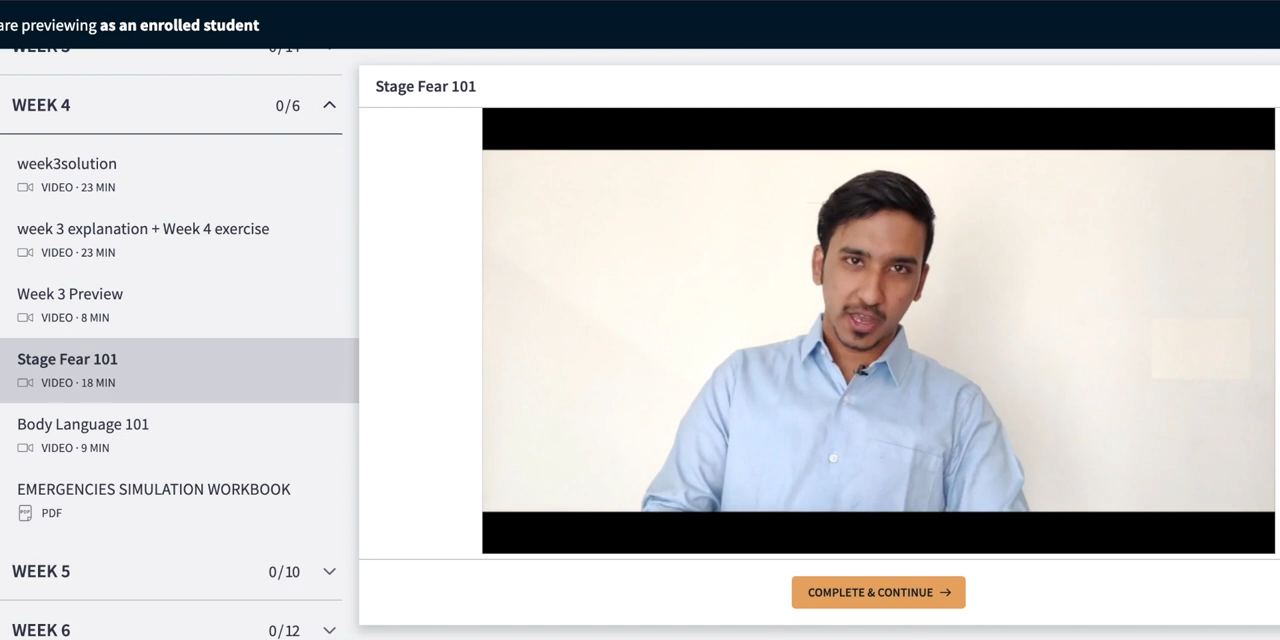 are previewing as an enrolled student
WEEK 4 0/6
week3solution
VIDEO · 23 MIN
week 3 explanation + Week 4 exercise
VIDEO · 23 MIN
Week 3 Preview
VIDEO · 8 MIN
Stage Fear 101
VIDEO · 18 MIN
Body Language 101
VIDEO · 9 MIN
EMERGENCIES SIMULATION WORKBOOK
PDF
WEEK 5 0/10
WEEK 6 0/12
Stage Fear 101
COMPLETE & CONTINUE →